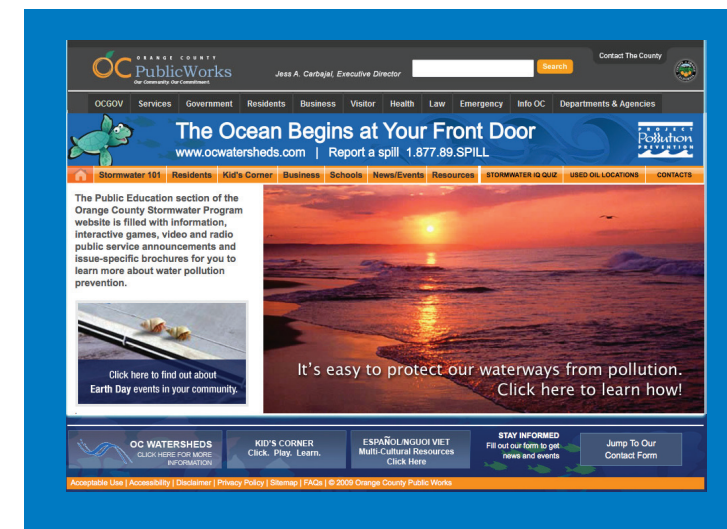 ORANGE COUNTY
OC PublicWorks
Our Community. Our Commitment.
Jess A. Carbajal, Executive Director
Search
Contact The County
OCGOV Services Government Residents Business Visitor Health Law Emergency Info OC Departments & Agencies
The Ocean Begins at Your Front Door
www.ocwatersheds.com | Report a spill 1.877.89.SPILL
PROJECT
Pollution
PREVENTION
Stormwater 101 Residents Kid's Corner Business Schools News/Events Resources STORMWATER IQ QUIZ USED OIL LOCATIONS CONTACTS
The Public Education section of the
Orange County Stormwater Program
website is filled with information,
interactive games, video and radio
public service announcements and
issue-specific brochures for you to
learn more about water pollution
prevention.
Click here to find out about
Earth Day events in your community.
It's easy to protect our waterways from pollution.
Click here to learn how!
OC WATERSHEDS
CLICK HERE FOR MORE
INFORMATION
KID'S CORNER
Click. Play. Learn.
ESPAÑOL/NGUOI VIET
Multi-Cultural Resources
Click Here
STAY INFORMED
Fill out our form to get
news and events
Jump To Our
Contact Form
Acceptable Use | Accessibility | Disclaimer | Privacy Policy | Sitemap | FAQs | © 2009 Orange County Public Works